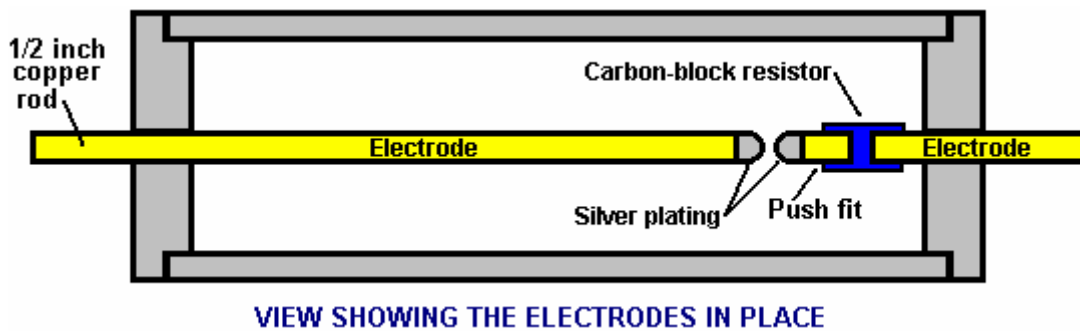 1/2 inch
copper
rod
Carbon-block resistor
Electrode
Electrode
Silver plating
Push fit
VIEW SHOWING THE ELECTRODES IN PLACE